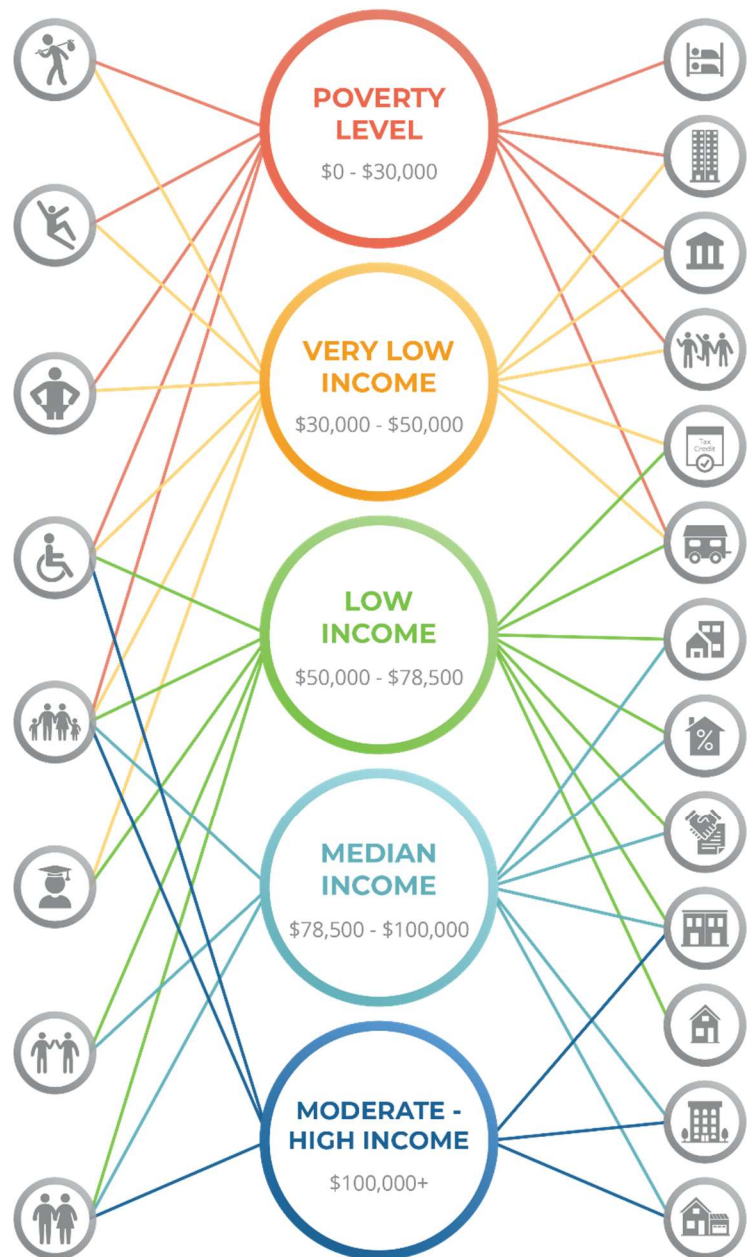 POVERTY
LEVEL
$0 - $30,000
VERY LOW
INCOME
$30,000 - $50,000
Tax
Credit
LOW
INCOME
$50,000 - $78,500
%
MEDIAN
INCOME
$78,500 - $100,000
MODERATE -
HIGH INCOME
$100,000+